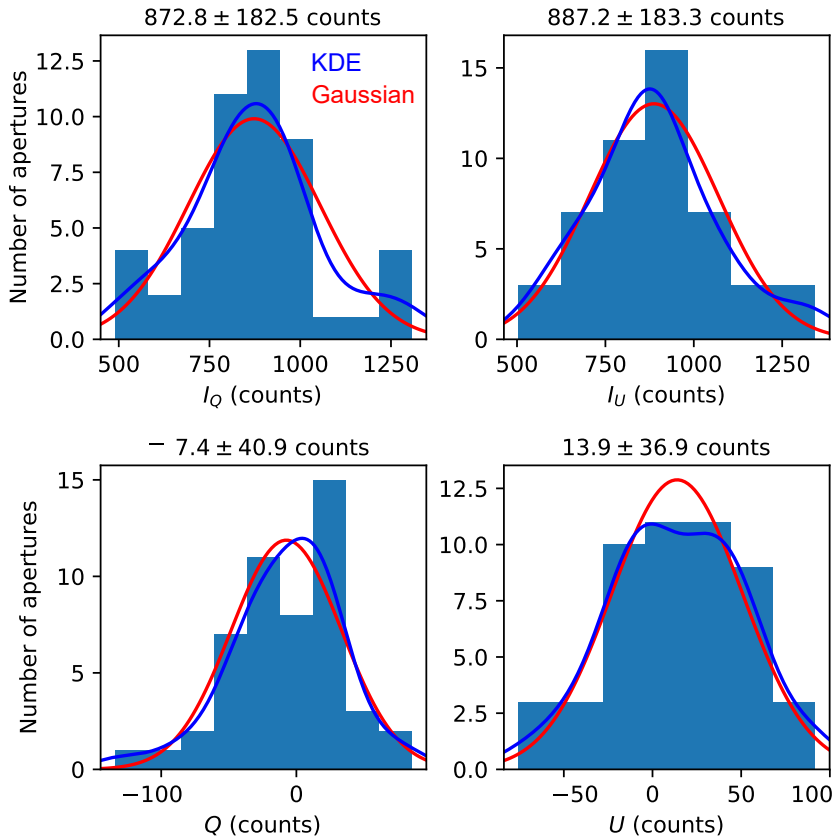 872.8 ± 182.5 counts
12.5
10.0
7.5
5.0
2.5
0.0
Number of apertures
KDE
Gaussian
500 750 1000 1250
I_Q (counts)
887.2 ± 183.3 counts
15
10
5
0
500 750 1000 1250
I_U (counts)
− 7.4 ± 40.9 counts
15
10
5
0
Number of apertures
−100 0
Q (counts)
13.9 ± 36.9 counts
12.5
10.0
7.5
5.0
2.5
0.0
−50 0 50 100
U (counts)